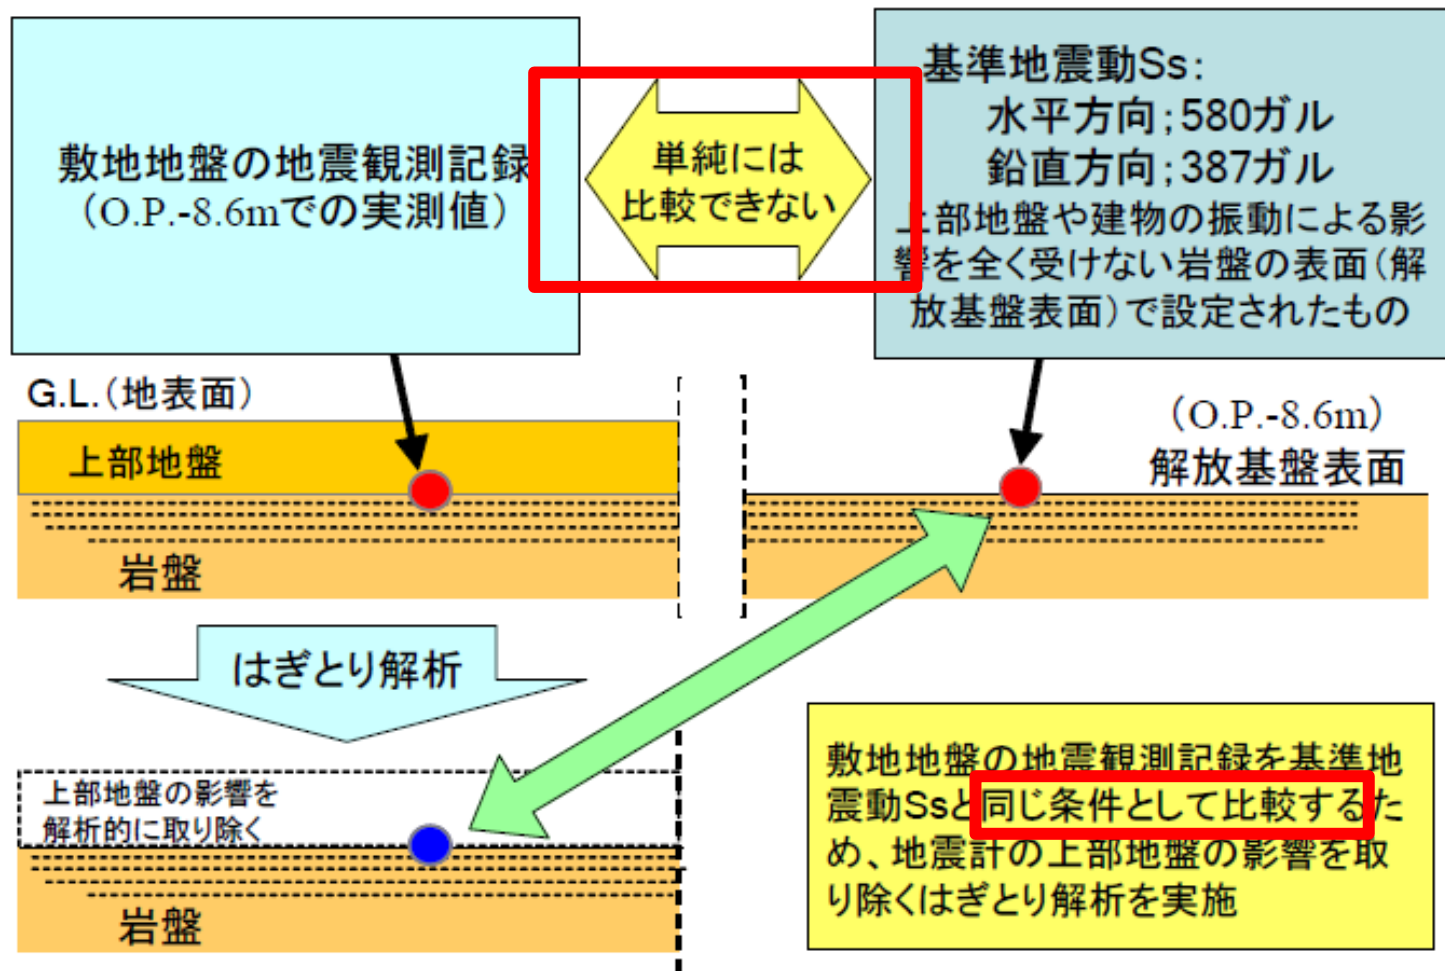 敷地地盤の地震観測記録
（O.P.-8.6mでの実測値）
単純には
比較できない
基準地震動Ss：
水平方向；580ガル
鉛直方向；387ガル
上部地盤や建物の振動による影
響を全く受けない岩盤の表面（解
放基盤表面）で設定されたもの
G.L.（地表面）
上部地盤
岩盤
（O.P.-8.6m）
解放基盤表面
はぎとり解析
上部地盤の影響を
解析的に取り除く
岩盤
敷地地盤の地震観測記録を基準地
震動Ssと同じ条件として比較するた
め、地震計の上部地盤の影響を取
り除くはぎとり解析を実施